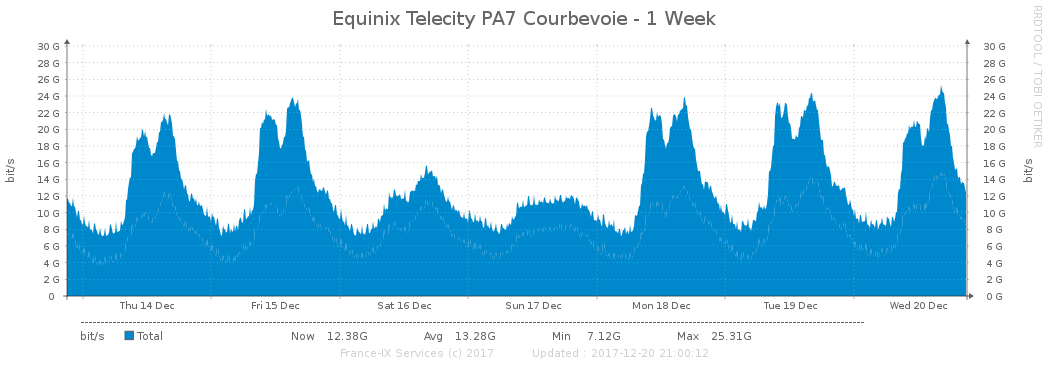 Equinix Telecity PA7 Courbevoie - 1 Week
RRDTOOL / TOBI OETIKER
30 G 30 G
28 G 28 G
26 G 26 G
24 G 24 G
22 G 22 G
20 G 20 G
18 G 18 G
16 G 16 G
14 G 14 G
12 G 12 G
10 G 10 G
8 G 8 G
6 G 6 G
4 G 4 G
2 G 2 G
0 0 G
bit/s bit/s
Thu 14 Dec Fri 15 Dec Sat 16 Dec Sun 17 Dec Mon 18 Dec Tue 19 Dec Wed 20 Dec
bit/s Total Now 12.38G Avg 13.28G Min 7.12G Max 25.31G
France-IX Services (c) 2017 Updated : 2017-12-20 21:00:12